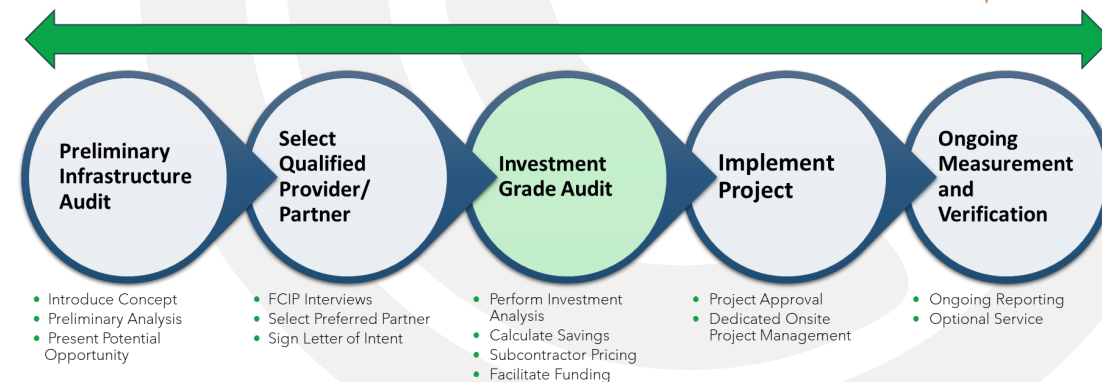 Preliminary
Infrastructure
Audit
Select
Qualified
Provider/
Partner
Investment
Grade Audit
Implement
Project
Ongoing
Measurement
and
Verification
• Introduce Concept
• Preliminary Analysis
• Present Potential
Opportunity
• FCIP Interviews
• Select Preferred Partner
• Sign Letter of Intent
• Perform Investment
Analysis
• Calculate Savings
• Subcontractor Pricing
• Facilitate Funding
• Project Approval
• Dedicated Onsite
Project Management
• Ongoing Reporting
• Optional Service